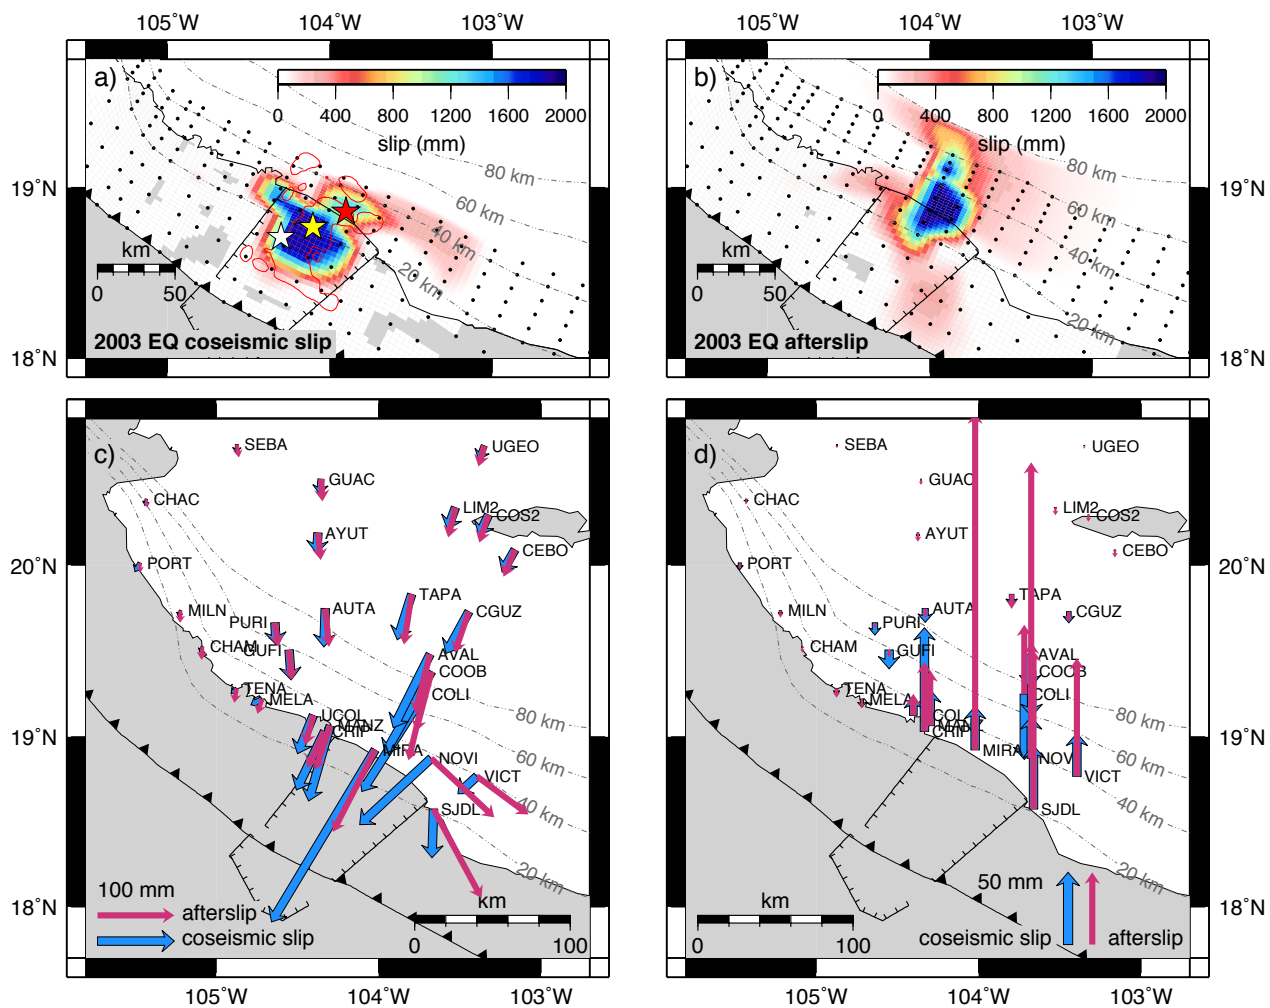 105˚W 104˚W 103˚W
105˚W 104˚W 103˚W
a)
0 400 800 1200 1600 2000
slip (mm)
80 km
60 km
40 km
20 km
km
0 50
2003 EQ coseismic slip
19˚N
18˚N
b)
0 400 800 1200 1600 2000
slip (mm)
80 km
60 km
40 km
20 km
km
0 50
2003 EQ afterslip
19˚N
18˚N
c)
SEBA
UGEO
GUAC
CHAC
LIM2
COS2
AYUT
CEBO
PORT
TAPA
MILN
AUTA
CGUZ
PURI
CHAM
GUFI
AVAL
COOB
TENA
MELA
COLI
UCOL
MANZ
CRIP
MIRA
NOVI
VICT
SJDL
80 km
60 km
40 km
20 km
100 mm
afterslip
coseismic slip
km
0 100
20˚N
19˚N
18˚N
105˚W 104˚W 103˚W
d)
SEBA
UGEO
GUAC
CHAC
LIM2
COS2
AYUT
CEBO
PORT
TAPA
MILN
AUTA
CGUZ
PURI
CHAM
GUFI
AVAL
COOB
TENA
MELA
COLI
COL
MANZ
CRIP
MIRA
NOVI
VICT
SJDL
80 km
60 km
40 km
20 km
50 mm
coseismic slip
afterslip
km
0 100
20˚N
19˚N
18˚N
105˚W 104˚W 103˚W